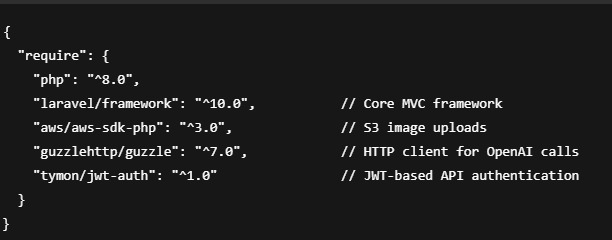 {
  "require": {
    "php": "^8.0",
    "laravel/framework": "^10.0",           // Core MVC framework
    "aws/aws-sdk-php": "^3.0",              // S3 image uploads
    "guzzlehttp/guzzle": "^7.0",            // HTTP client for OpenAI calls
    "tymon/jwt-auth": "^1.0"                // JWT-based API authentication
  }
}